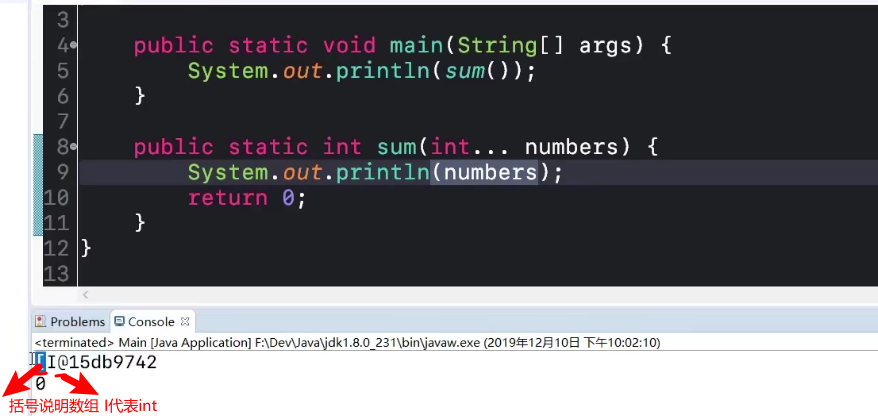 3
4 public static void main(String[] args) {
5 System.out.println(sum());
6 }
7
8 public static int sum(int... numbers) {
9 System.out.println(numbers);
10 return 0;
11 }
12 }
13
Problems Console
<terminated> Main [Java Application] F:\Dev\Java\jdk1.8.0_231\bin\javaw.exe (2019年12月10日 下午10:02:10)
[I@15db9742
0
括号说明数组 I代表int